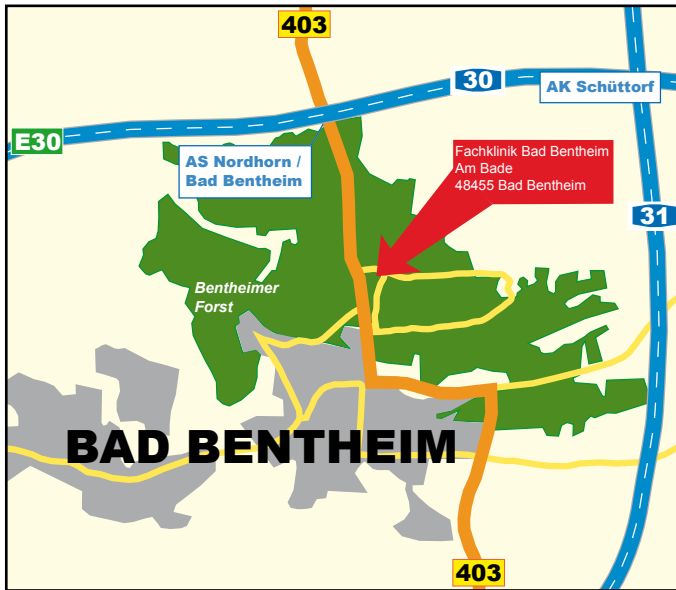 403
30
AK Schüttorf
E30
AS Nordhorn /
Bad Bentheim
Fachklinik Bad Bentheim
Am Bade
48455 Bad Bentheim
31
Bentheimer
Forst
BAD BENTHEIM
403